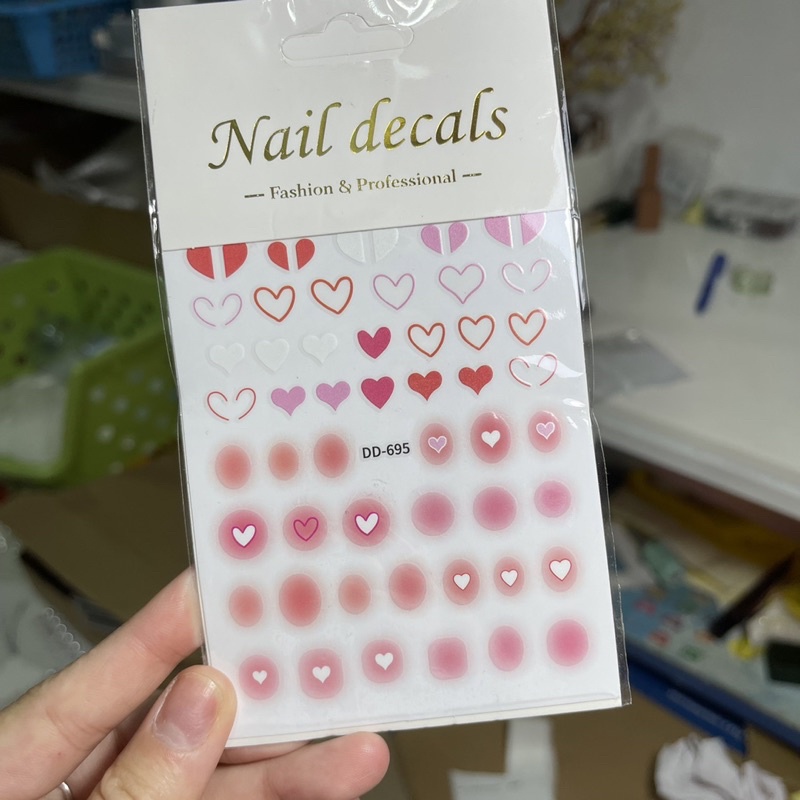 Nail decals
Fashion & Professional
DD-695